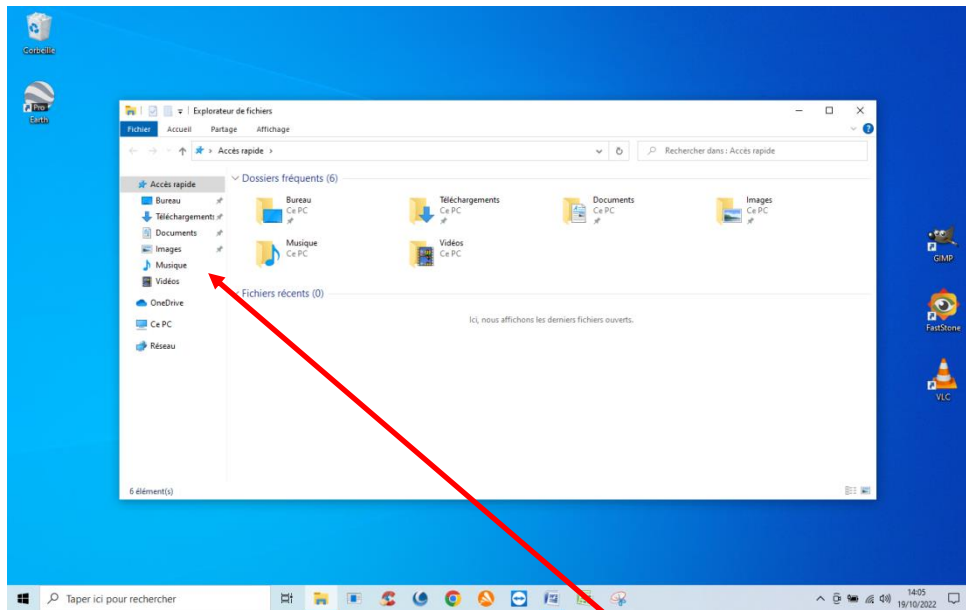 Corbeille
Pro
Earth
Explorateur de fichiers
Fichier Accueil Partage Affichage
Accès rapide
Rechercher dans : Accès rapide
Accès rapide
Bureau
Téléchargements
Documents
Images
Musique
Vidéos
OneDrive
Ce PC
Réseau
Dossiers fréquents (6)
Bureau
Ce PC
Téléchargements
Ce PC
Documents
Ce PC
Images
Ce PC
Musique
Ce PC
Vidéos
Ce PC
Fichiers récents (0)
Ici, nous affichons les derniers fichiers ouverts.
6 élément(s)
GIMP
FastStone
VLC
Taper ici pour rechercher
14:05
19/10/2022